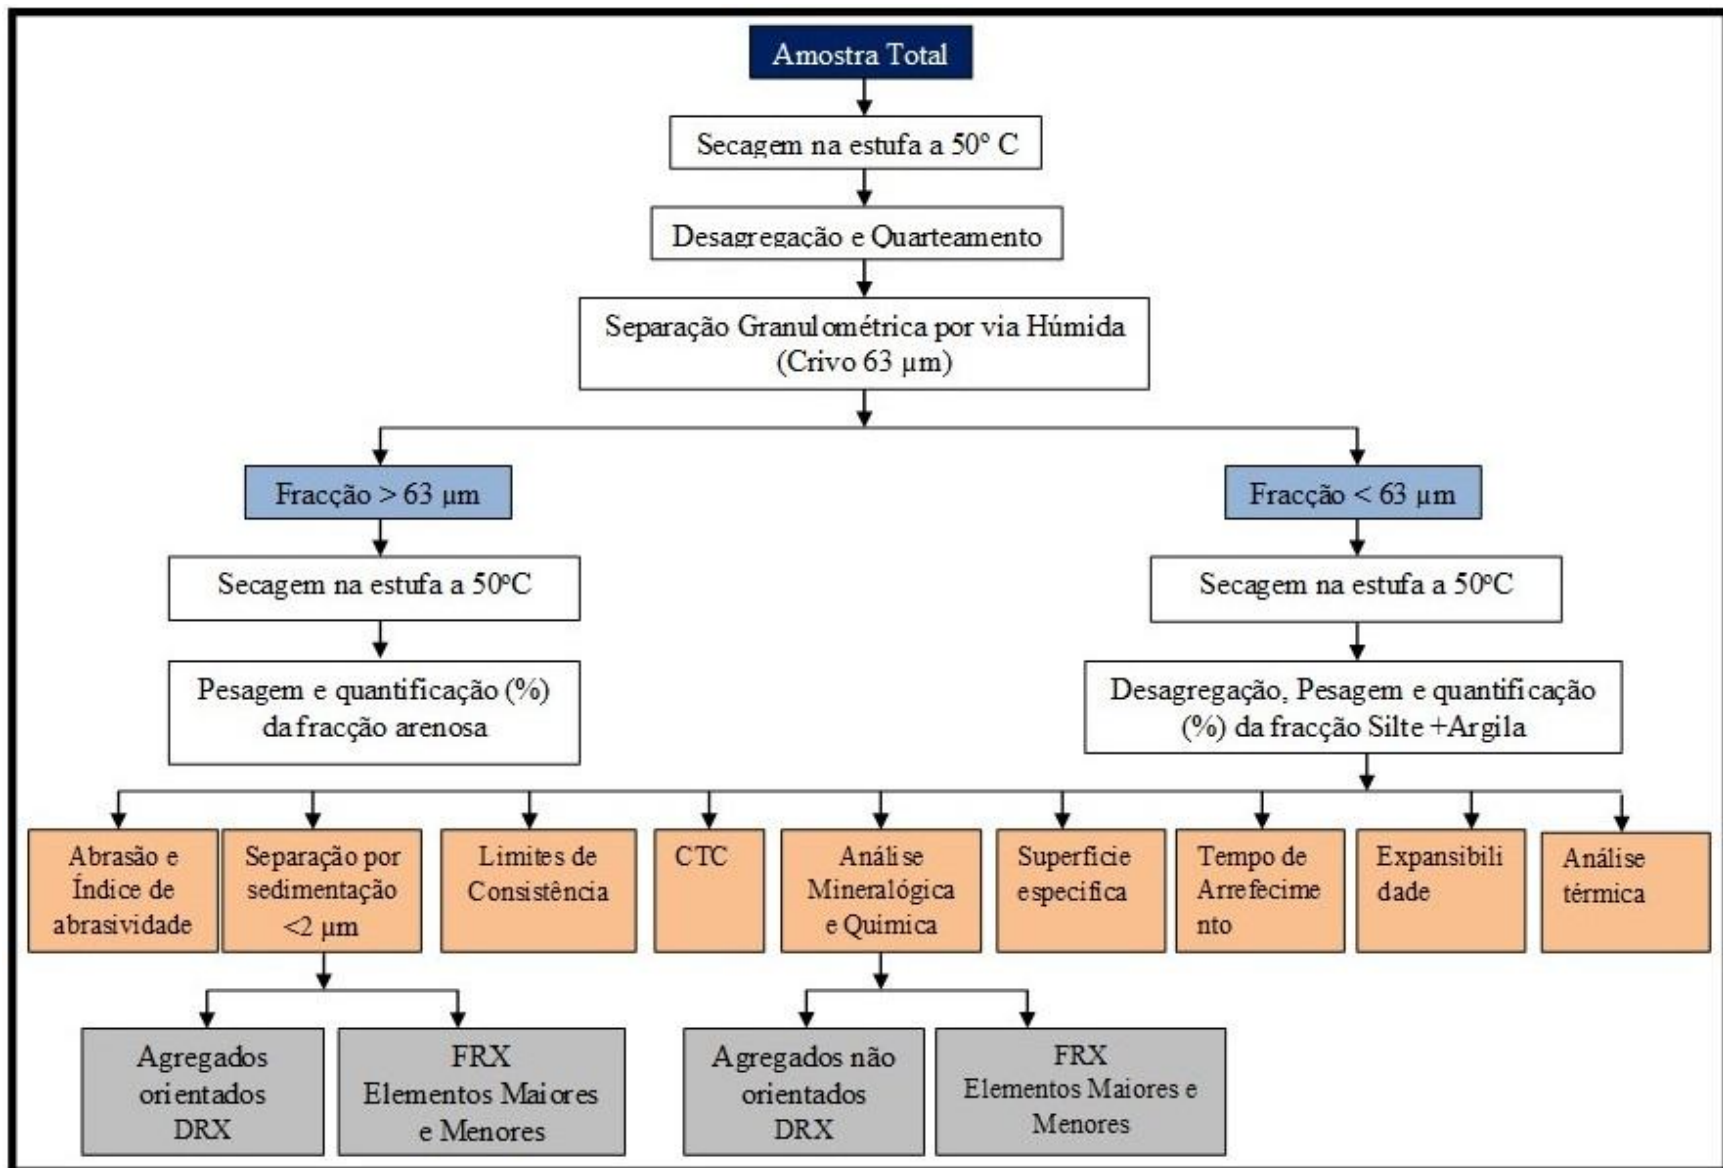 Amostra Total
Secagem na estufa a 50º C
Desagregação e Quarteamento
Separação Granulométrica por via Húmida
(Crivo 63 µm)
Fracção > 63 µm
Fracção < 63 µm
Secagem na estufa a 50ºC
Secagem na estufa a 50ºC
Pesagem e quantificação (%)
da fracção arenosa
Desagregação, Pesagem e quantificação
(%) da fracção Silte +Argila
Abrasão e
Índice de
abrasividade
Separação por
sedimentação
<2 µm
Limites de
Consistência
CTC
Análise
Mineralógica
e Quimica
Superfície
especifica
Tempo de
Arrefecime
nto
Expansibili
dade
Análise
térmica
Agregados
orientados
DRX
FRX
Elementos Maiores
e Menores
Agregados não
orientados
DRX
FRX
Elementos Maiores e
Menores